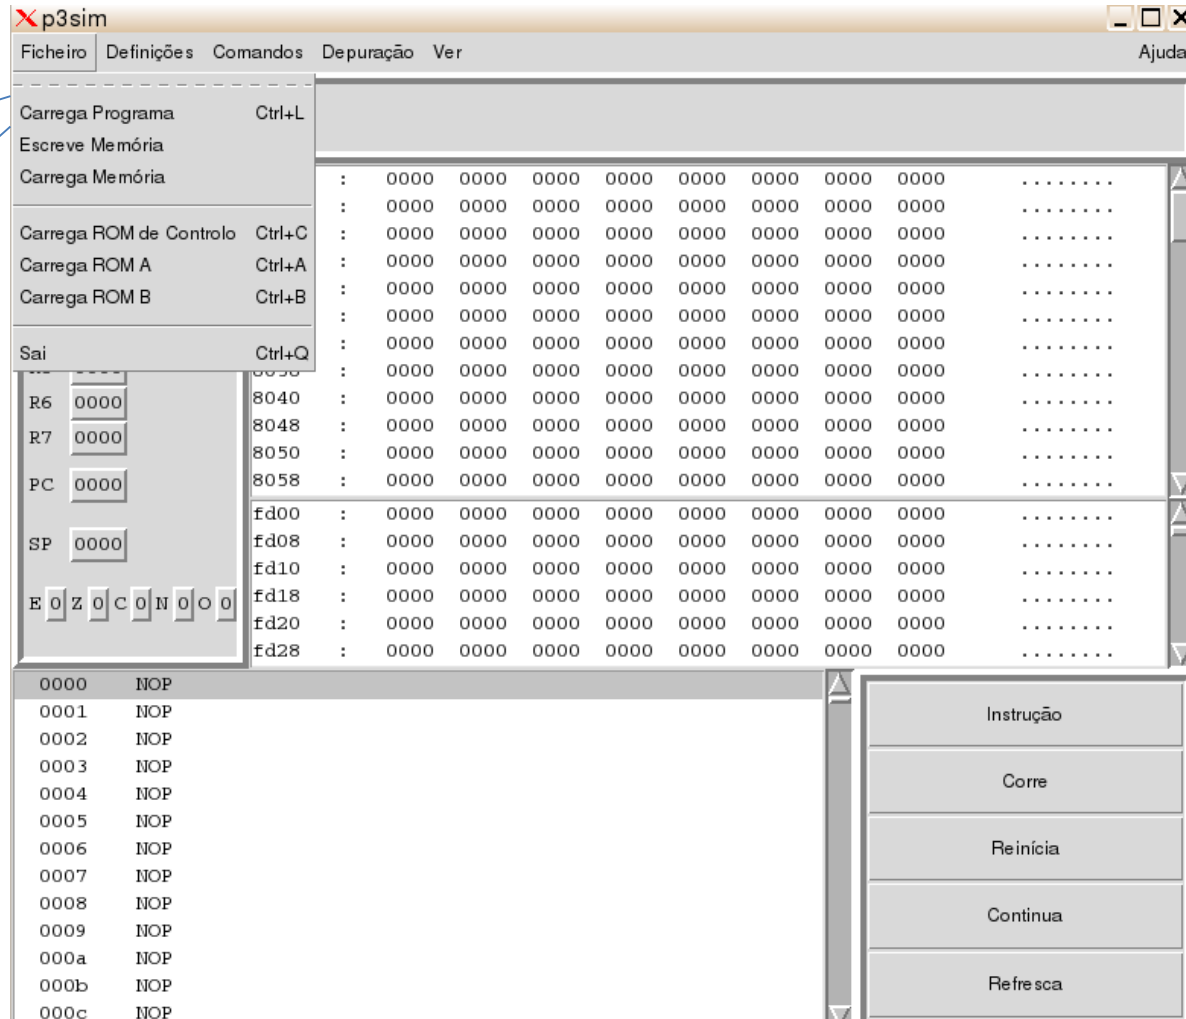 p3sim
Ficheiro Definições Comandos Depuração Ver Ajuda
Carrega Programa Ctrl+L
Escreve Memória
Carrega Memória
Carrega ROM de Controlo Ctrl+C
Carrega ROM A Ctrl+A
Carrega ROM B Ctrl+B
Sai Ctrl+Q
R6 0000
R7 0000
PC 0000
SP 0000
E 0 Z 0 C 0 N 0 O 0
: 0000 0000 0000 0000 0000 0000 0000 0000 ........
: 0000 0000 0000 0000 0000 0000 0000 0000 ........
: 0000 0000 0000 0000 0000 0000 0000 0000 ........
: 0000 0000 0000 0000 0000 0000 0000 0000 ........
: 0000 0000 0000 0000 0000 0000 0000 0000 ........
: 0000 0000 0000 0000 0000 0000 0000 0000 ........
: 0000 0000 0000 0000 0000 0000 0000 0000 ........
: 0000 0000 0000 0000 0000 0000 0000 0000 ........
8040 : 0000 0000 0000 0000 0000 0000 0000 0000 ........
8048 : 0000 0000 0000 0000 0000 0000 0000 0000 ........
8050 : 0000 0000 0000 0000 0000 0000 0000 0000 ........
8058 : 0000 0000 0000 0000 0000 0000 0000 0000 ........
fd00 : 0000 0000 0000 0000 0000 0000 0000 0000 ........
fd08 : 0000 0000 0000 0000 0000 0000 0000 0000 ........
fd10 : 0000 0000 0000 0000 0000 0000 0000 0000 ........
fd18 : 0000 0000 0000 0000 0000 0000 0000 0000 ........
fd20 : 0000 0000 0000 0000 0000 0000 0000 0000 ........
fd28 : 0000 0000 0000 0000 0000 0000 0000 0000 ........
0000 NOP
0001 NOP
0002 NOP
0003 NOP
0004 NOP
0005 NOP
0006 NOP
0007 NOP
0008 NOP
0009 NOP
000a NOP
000b NOP
000c NOP
Instrução
Corre
Reinícia
Continua
Refresca